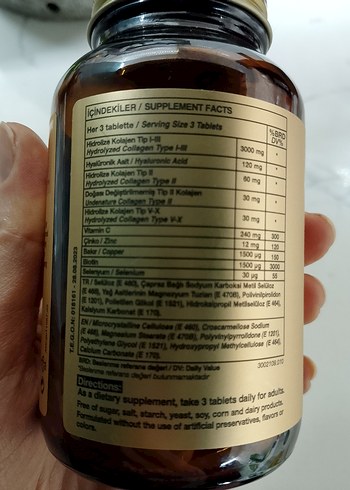 İÇİNDEKİLER / SUPPLEMENT FACTS
Her 3 tablette / Serving Size 3 Tablets %BRD DV%
Hidrolize Kolajen Tip I-III
Hydrolyzed Collagen Type I-III 3000 mg *
Hyalüronik Asit / Hyaluronic Acid 120 mg *
Hidrolize Kolajen Tip II
Hydrolyzed Collagen Type II 60 mg *
Doğası Değiştirilmemiş Tip II Kolajen
Undenature Collagen Type II 30 mg *
Hidrolize Kolajen Tip V-X
Hydrolyzed Collagen Type V-X 30 mg *
Vitamin C 240 mg 300
Çinko / Zinc 12 mg 120
Bakır / Copper 1500 µg 150
Biotin 1500 µg 3000
Selenyum / Selenium 30 µg 55
TR / Selüloz (E 460), Çapraz Bağlı Sodyum Karboksi Metil Selüloz
(E 468), Yağ Asitlerinin Magnezyum Tuzları (E 470B), Polivinilpirolidon
(E 1201), Polietilen Glikol (E 1521), Hidroksipropil MetilSelüloz (E 464),
Kalsiyum Karbonat (E 170).
EN / Microcrystalline Cellulose (E 460), Croscarmellose Sodium
(E 468), Magnesium Stearate (E 470B), Polyvinylpyrrolidone (E 1201),
Polyethylene Glycol (E 1521), Hydroxypropyl Methylcellulose (E 464),
Calcium Carbonate (E 170).
BRD: Beslenme referans değeri / DV: Daily Value
*Beslenme referans değeri bulunmamaktadır
Directions:
As a dietary supplement, take 3 tablets daily for adults.
Free of sugar, salt, starch, yeast, soy, corn and dairy products.
Formulated without the use of artificial preservatives, flavors or
colors.